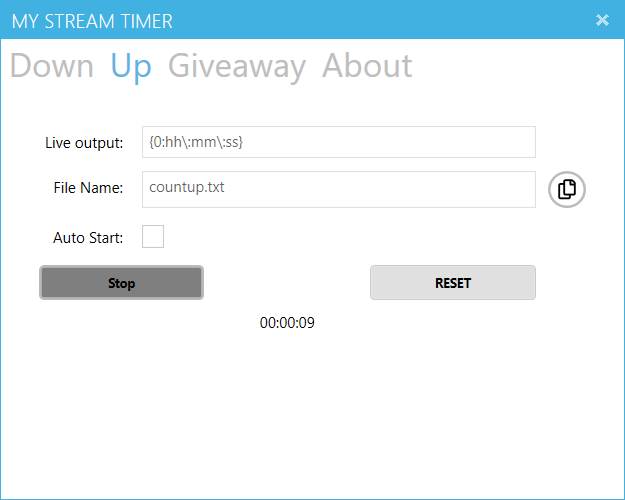 MY STREAM TIMER
Down Up Giveaway About
Live output: {0:hh\:mm\:ss}
File Name: countup.txt
Auto Start:
Stop RESET
00:00:09